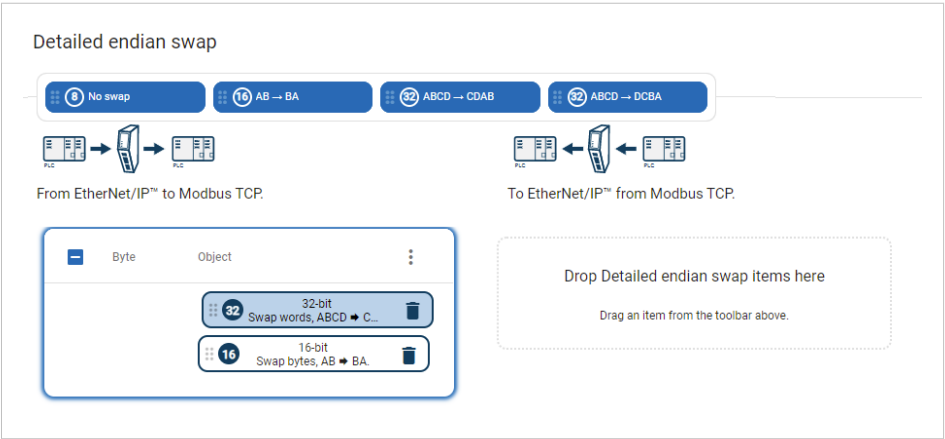 Detailed endian swap
8 No swap
16 AB → BA
32 ABCD → CDAB
32 ABCD → DCBA
PLC
PLC
PLC
PLC
From EtherNet/IP™ to Modbus TCP.
To EtherNet/IP™ from Modbus TCP.
Byte
Object
32
32-bit
Swap words, ABCD ➡ C...
16
16-bit
Swap bytes, AB ➡ BA.
Drop Detailed endian swap items here
Drag an item from the toolbar above.